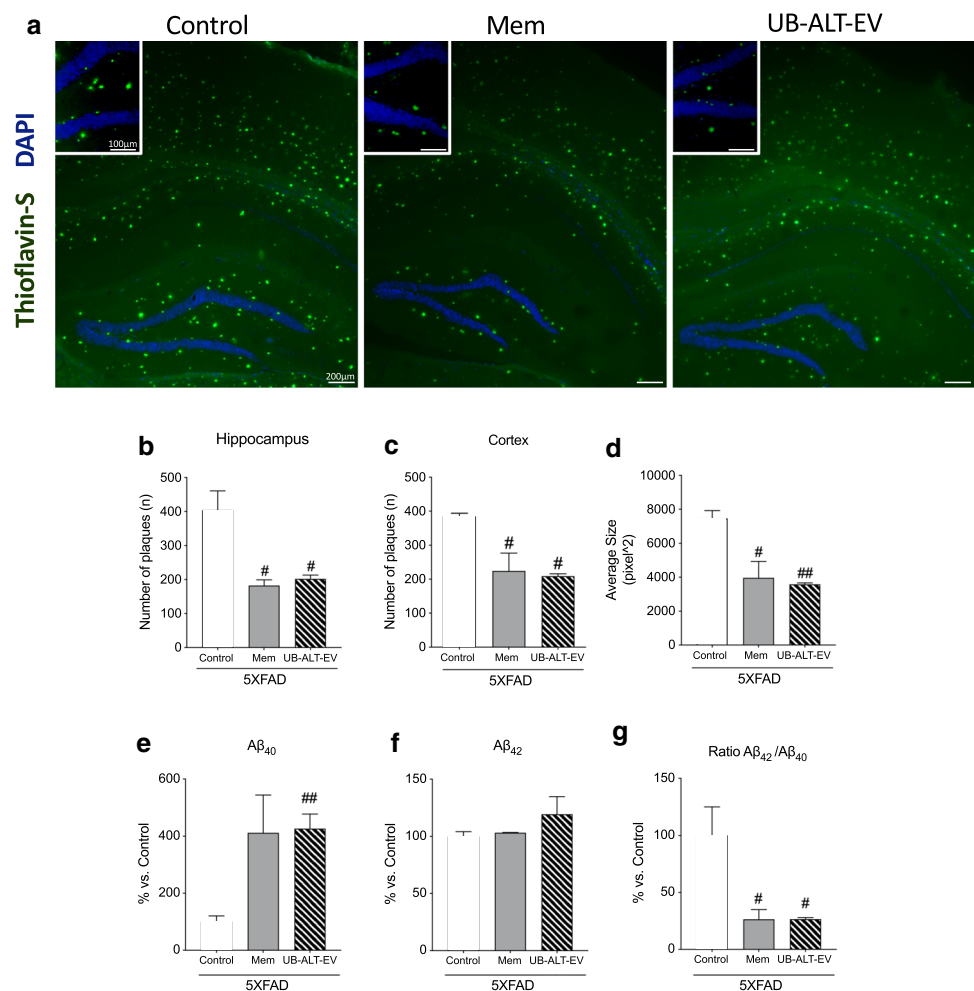 a
Control
Mem
UB-ALT-EV
Thioflavin-S DAPI
100µm
200µm
b
Hippocampus
Number of plaques (n)
500
400
300
200
100
0
#
#
Control
Mem
UB-ALT-EV
5XFAD
c
Cortex
Number of plaques (n)
500
400
300
200
100
0
#
#
Control
Mem
UB-ALT-EV
5XFAD
d
Average Size
(pixel^2)
10000
8000
6000
4000
2000
0
#
##
Control
Mem
UB-ALT-EV
5XFAD
e
Aβ40
% vs. Control
600
400
200
0
##
Control
Mem
UB-ALT-EV
5XFAD
f
Aβ42
% vs. Control
150
100
50
0
Control
Mem
UB-ALT-EV
5XFAD
g
Ratio Aβ42 /Aβ40
% vs. Control
150
100
50
0
#
#
Control
Mem
UB-ALT-EV
5XFAD